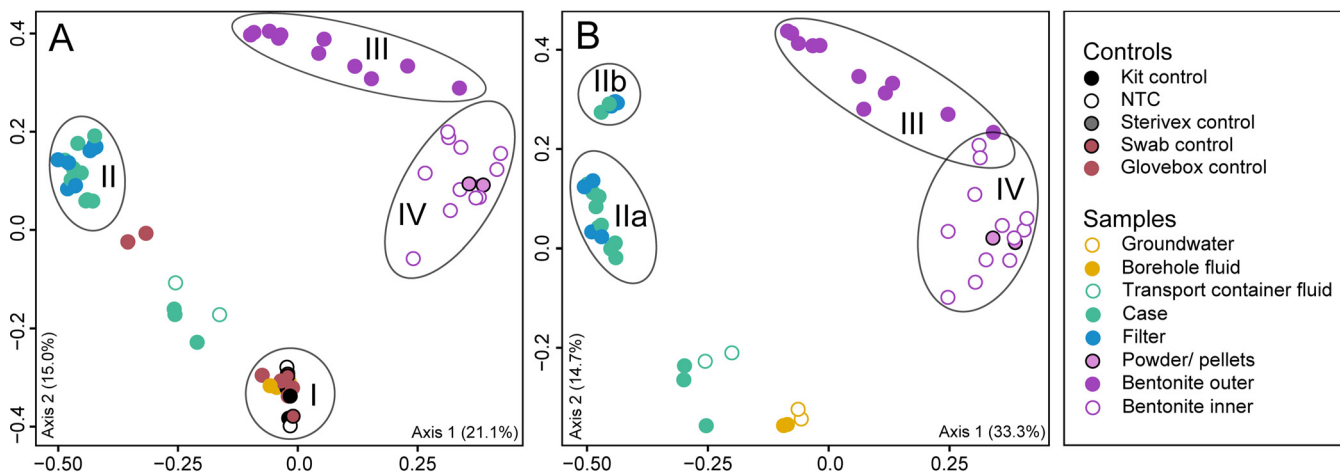 A
III
II
IV
I
0.4
0.2
0.0
−0.2
−0.4
Axis 2 (15.0%)
Axis 1 (21.1%)
−0.50
−0.25
0.0
0.25
B
IIb
III
IIa
IV
0.4
0.2
0.0
−0.2
Axis 2 (14.7%)
Axis 1 (33.3%)
−0.50
−0.25
0.00
0.25
Controls
Kit control
NTC
Sterivex control
Swab control
Glovebox control
Samples
Groundwater
Borehole fluid
Transport container fluid
Case
Filter
Powder/ pellets
Bentonite outer
Bentonite inner